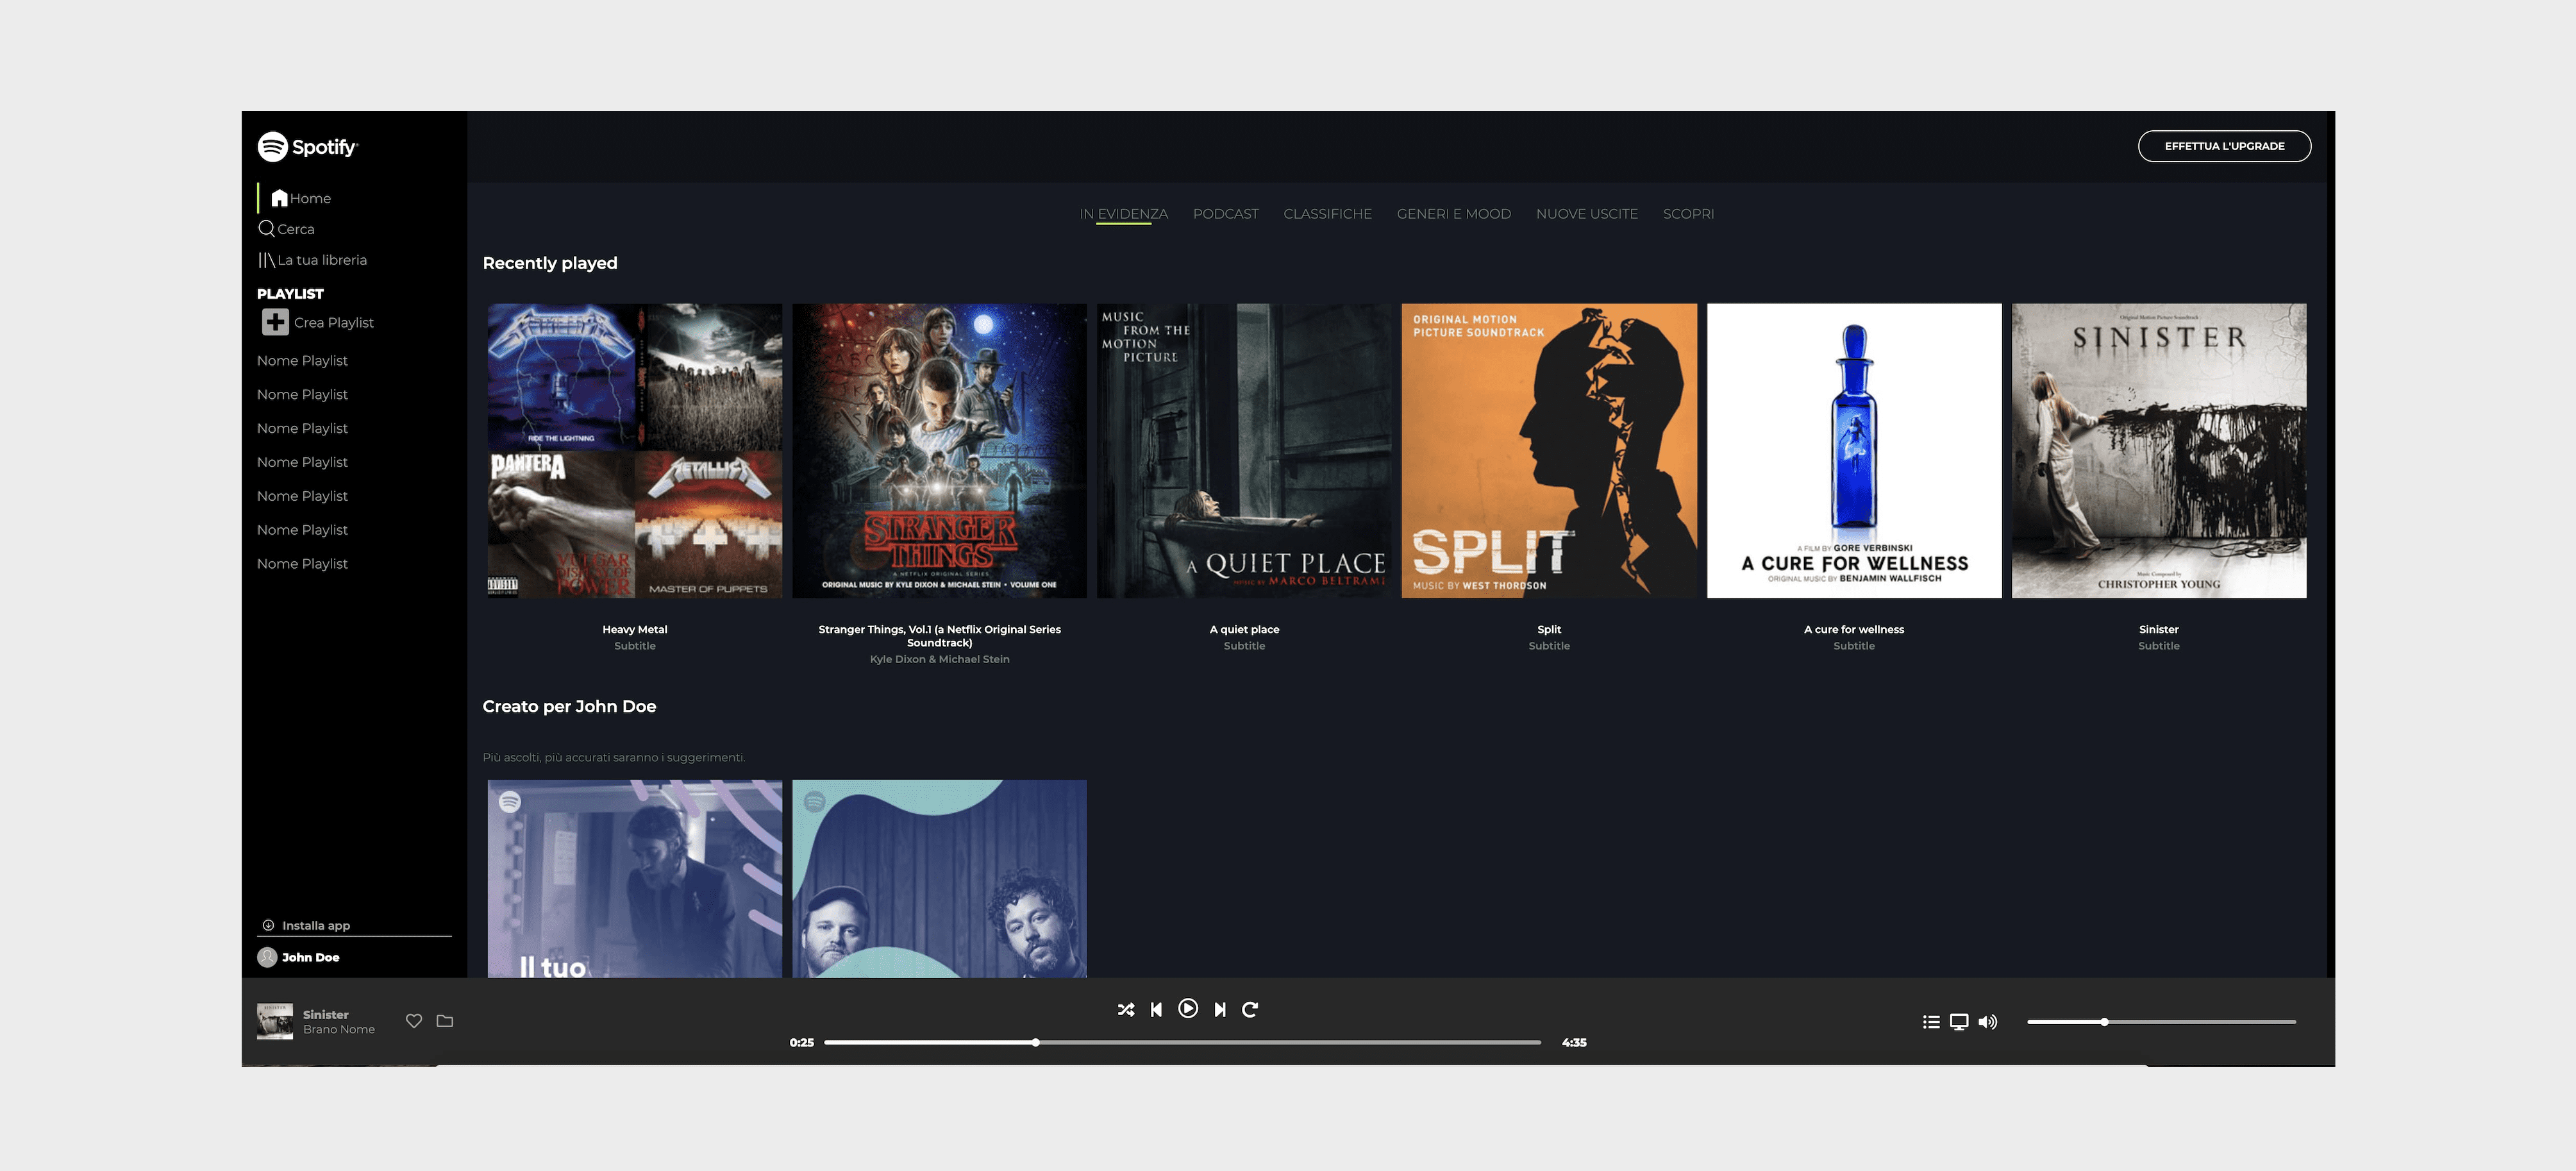 Spotify
EFFETTUA L'UPGRADE
Home
Cerca
La tua libreria
PLAYLIST
Crea Playlist
Nome Playlist
Nome Playlist
Nome Playlist
Nome Playlist
Nome Playlist
Nome Playlist
Nome Playlist
Installa app
John Doe
IN EVIDENZA PODCAST CLASSIFICHE GENERI E MOOD NUOVE USCITE SCOPRI
Recently played
RIDE THE LIGHTNING
PANTERA
VULGAR
DISPLAY OF
POWER
METALLICA
MASTER OF PUPPETS
STRANGER
THINGS
A NETFLIX ORIGINAL SERIES
ORIGINAL MUSIC BY KYLE DIXON & MICHAEL STEIN • VOLUME ONE
MUSIC
FROM THE
MOTION
PICTURE
A QUIET PLACE
MUSIC BY MARCO BELTRAMI
ORIGINAL MOTION
PICTURE SOUNDTRACK
SPLIT
MUSIC BY WEST THORDSON
A FILM BY GORE VERBINSKI
A CURE FOR WELLNESS
ORIGINAL MUSIC BY BENJAMIN WALLFISCH
Original Motion Picture Soundtrack
SINISTER
Music Composed by
CHRISTOPHER YOUNG
Heavy Metal
Subtitle
Stranger Things, Vol.1 (a Netflix Original Series
Soundtrack)
Kyle Dixon & Michael Stein
A quiet place
Subtitle
Split
Subtitle
A cure for wellness
Subtitle
Sinister
Subtitle
Creato per John Doe
Più ascolti, più accurati saranno i suggerimenti.
Il tuo
Sinister
Brano Nome
0:25
4:35